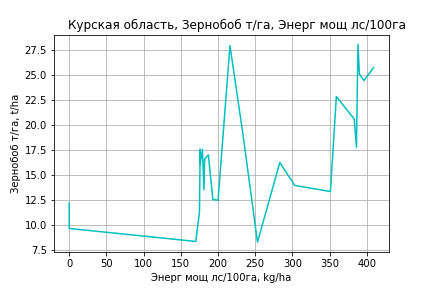 Курская область, Зернобоб т/га, Энерг мощ лс/100га
27.5
25.0
22.5
20.0
17.5
15.0
12.5
10.0
7.5
Зернобоб т/га, t/ha
0 50 100 150 200 250 300 350 400
Энерг мощ лс/100га, kg/ha